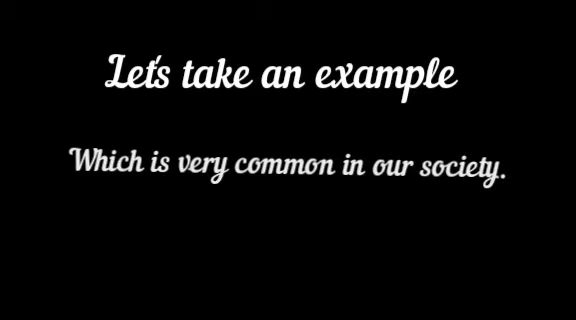 Let's take an example
Which is very common in our society.